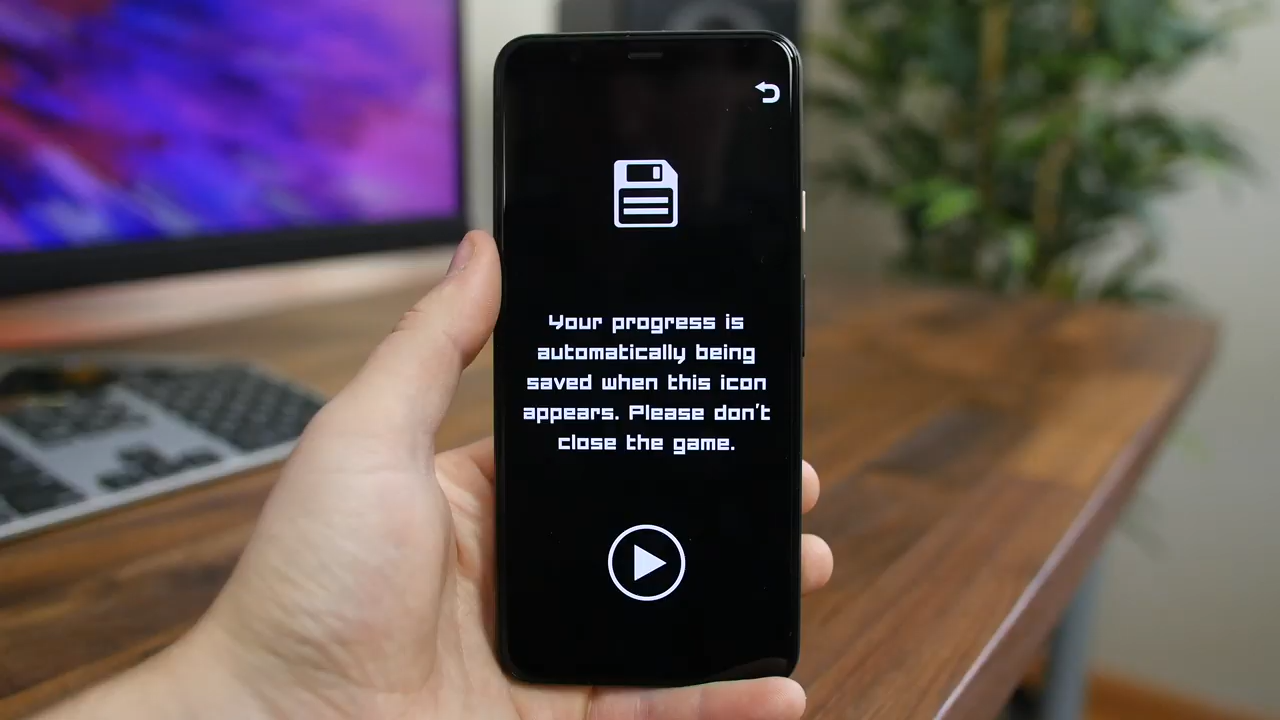 Your progress is
automatically being
saved when this icon
appears. Please don't
close the game.